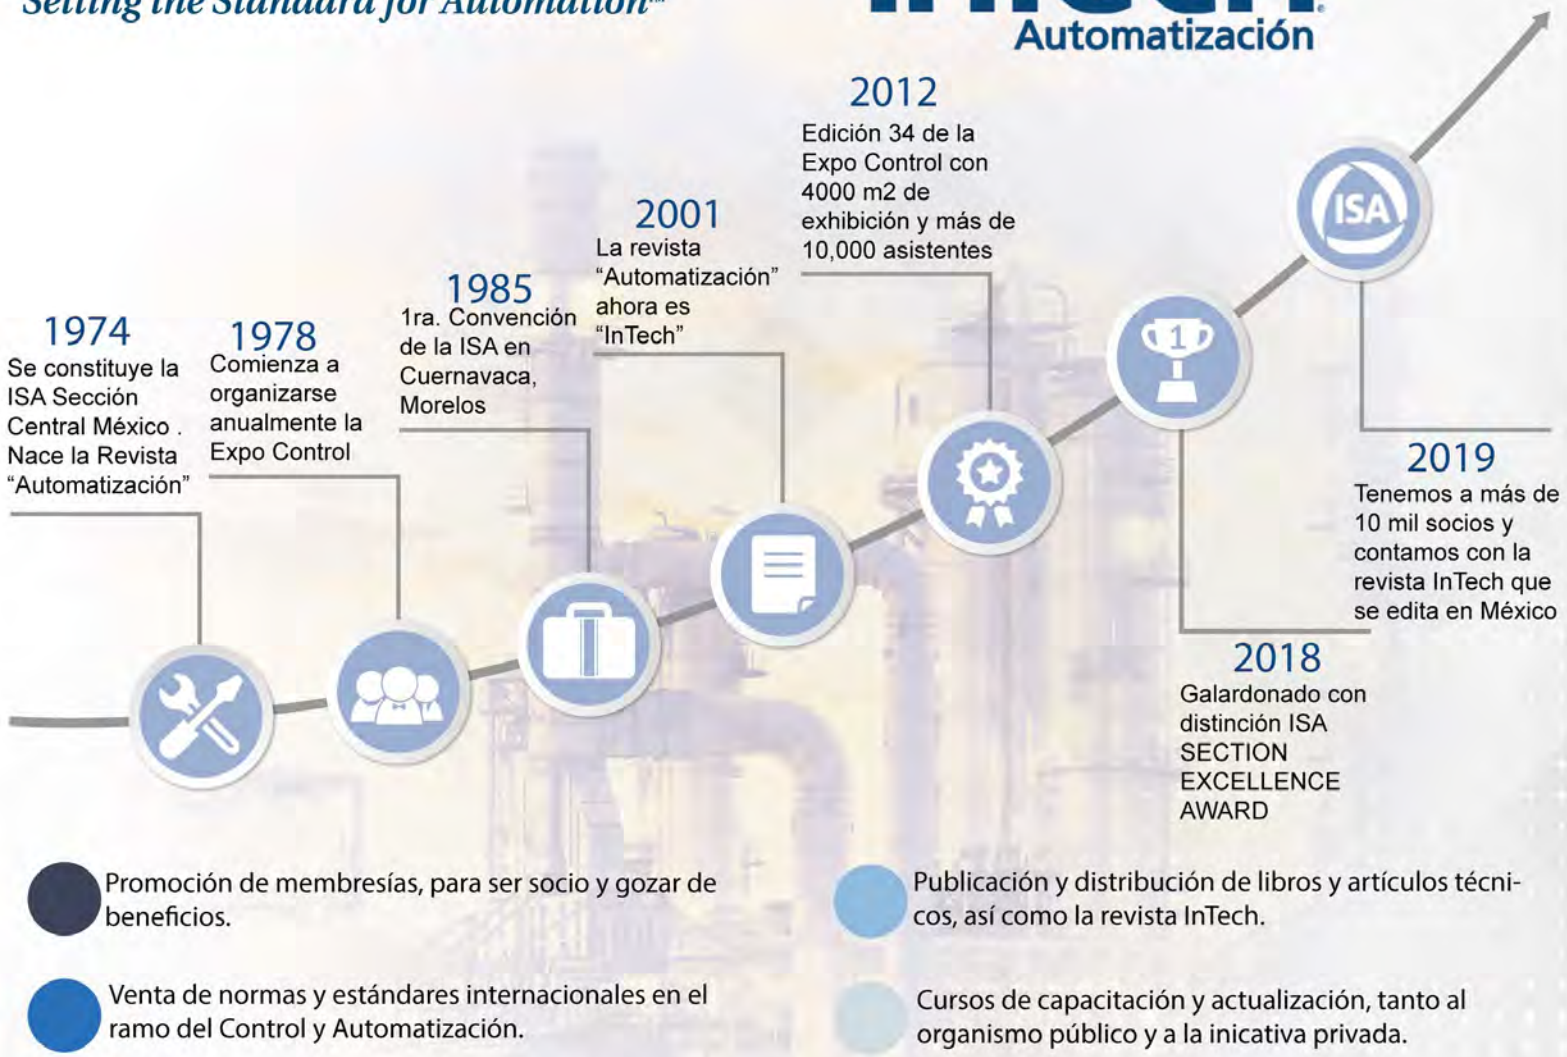 Setting the Standard for Automation™
InTech®
Automatización
1974
Se constituye la
ISA Sección
Central México .
Nace la Revista
“Automatización”
1978
Comienza a
organizarse
anualmente la
Expo Control
1985
1ra. Convención
de la ISA en
Cuernavaca,
Morelos
2001
La revista
“Automatización”
ahora es
“InTech”
2012
Edición 34 de la
Expo Control con
4000 m2 de
exhibición y más de
10,000 asistentes
1
2018
Galardonado con
distinción ISA
SECTION
EXCELLENCE
AWARD
ISA
2019
Tenemos a más de
10 mil socios y
contamos con la
revista InTech que
se edita en México
Promoción de membresías, para ser socio y gozar de
beneficios.
Venta de normas y estándares internacionales en el
ramo del Control y Automatización.
Publicación y distribución de libros y artículos técni-
cos, así como la revista InTech.
Cursos de capacitación y actualización, tanto al
organismo público y a la inicativa privada.